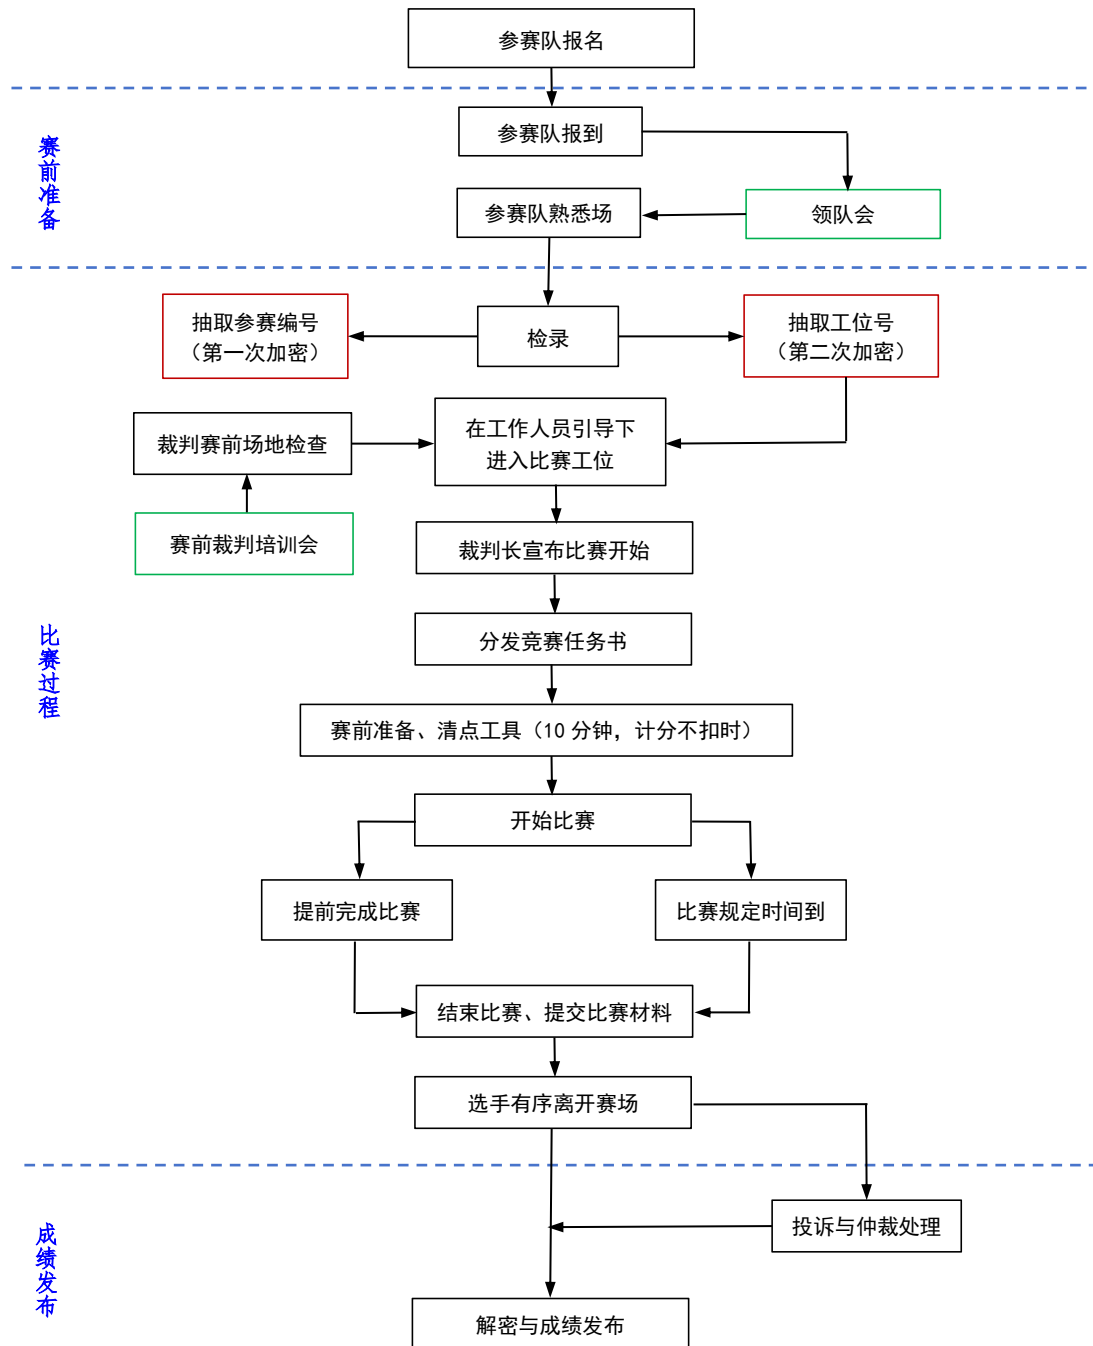 参赛队报名
赛前准备
参赛队报到
参赛队熟悉场
领队会
抽取参赛编号
（第一次加密）
检录
抽取工位号
（第二次加密）
裁判赛前场地检查
在工作人员引导下
进入比赛工位
赛前裁判培训会
裁判长宣布比赛开始
比赛过程
分发竞赛任务书
赛前准备、清点工具（10 分钟，计分不扣时）
开始比赛
提前完成比赛
比赛规定时间到
结束比赛、提交比赛材料
选手有序离开赛场
成绩发布
投诉与仲裁处理
解密与成绩发布